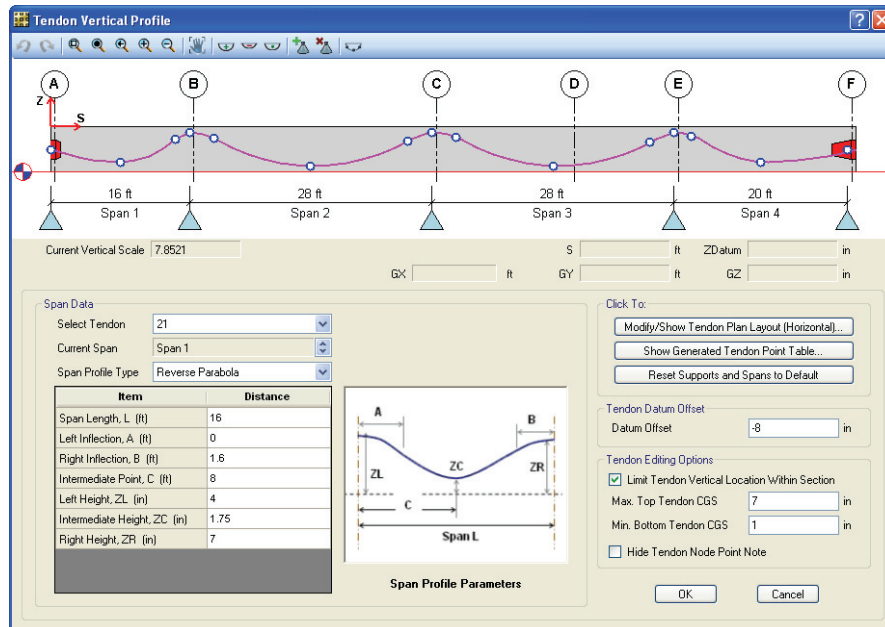 Tendon Vertical Profile
A B C D E F
Z
S
16 ft 28 ft 28 ft 20 ft
Span 1 Span 2 Span 3 Span 4
Current Vertical Scale 7.8521 S ft ZDatum in
GX ft GY ft GZ in
Span Data
Select Tendon 21
Current Span Span 1
Span Profile Type Reverse Parabola
Item Distance
Span Length, L (ft) 16
Left Inflection, A (ft) 0
Right Inflection, B (ft) 1.6
Intermediate Point, C (ft) 8
Left Height, ZL (in) 4
Intermediate Height, ZC (in) 1.75
Right Height, ZR (in) 7
A B
ZL ZC ZR
C
Span L
Span Profile Parameters
Click To:
Modify/Show Tendon Plan Layout (Horizontal)...
Show Generated Tendon Point Table...
Reset Supports and Spans to Default
Tendon Datum Offset
Datum Offset -8 in
Tendon Editing Options
Limit Tendon Vertical Location Within Section
Max. Top Tendon CGS 7 in
Min. Bottom Tendon CGS 1 in
Hide Tendon Node Point Note
OK Cancel